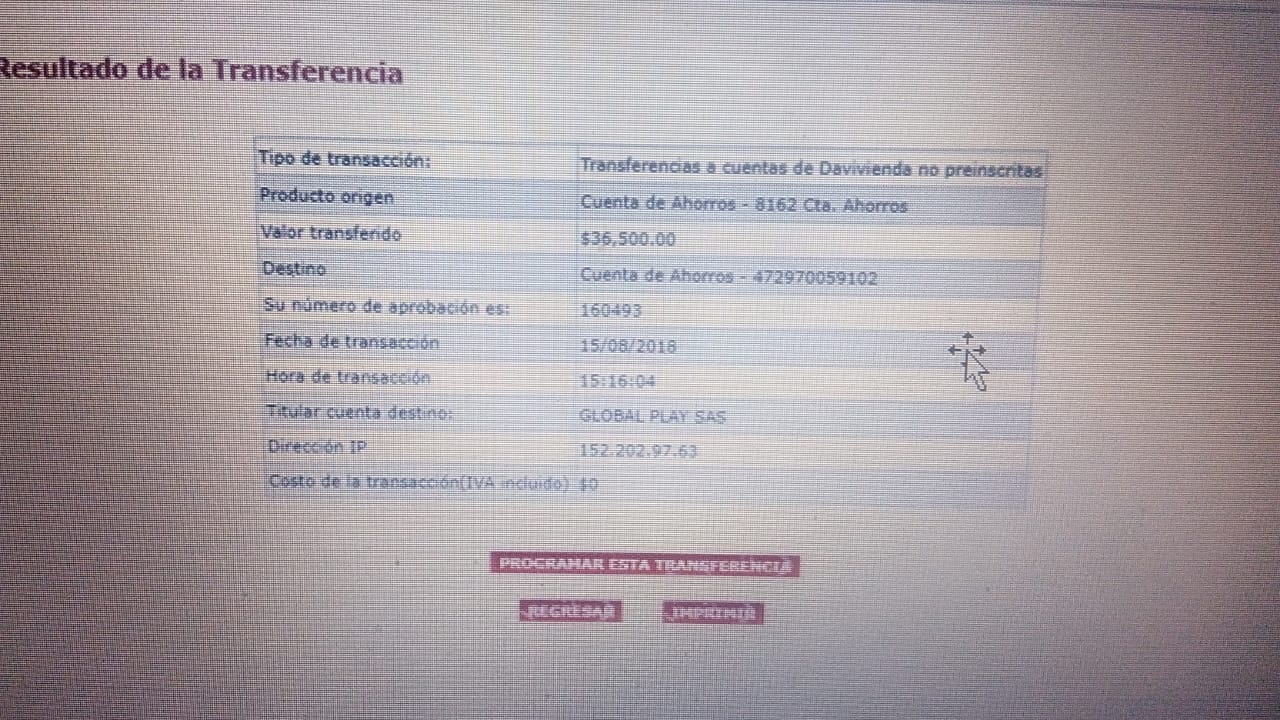 Resultado de la Transferencia
Tipo de transacción: Transferencias a cuentas de Davivienda no preinscritas
Producto origen Cuenta de Ahorros - 8162 Cta. Ahorros
Valor transferido $36,500.00
Destino Cuenta de Ahorros - 472970059102
Su número de aprobación es: 160493
Fecha de transacción 15/08/2018
Hora de transacción 15:16:04
Titular cuenta destino: GLOBAL PLAY SAS
Dirección IP 152.202.97.63
Costo de la transacción(IVA incluido) $0
PROGRAMAR ESTA TRANSFERENCIA
REGRESAR IMPRIMIR